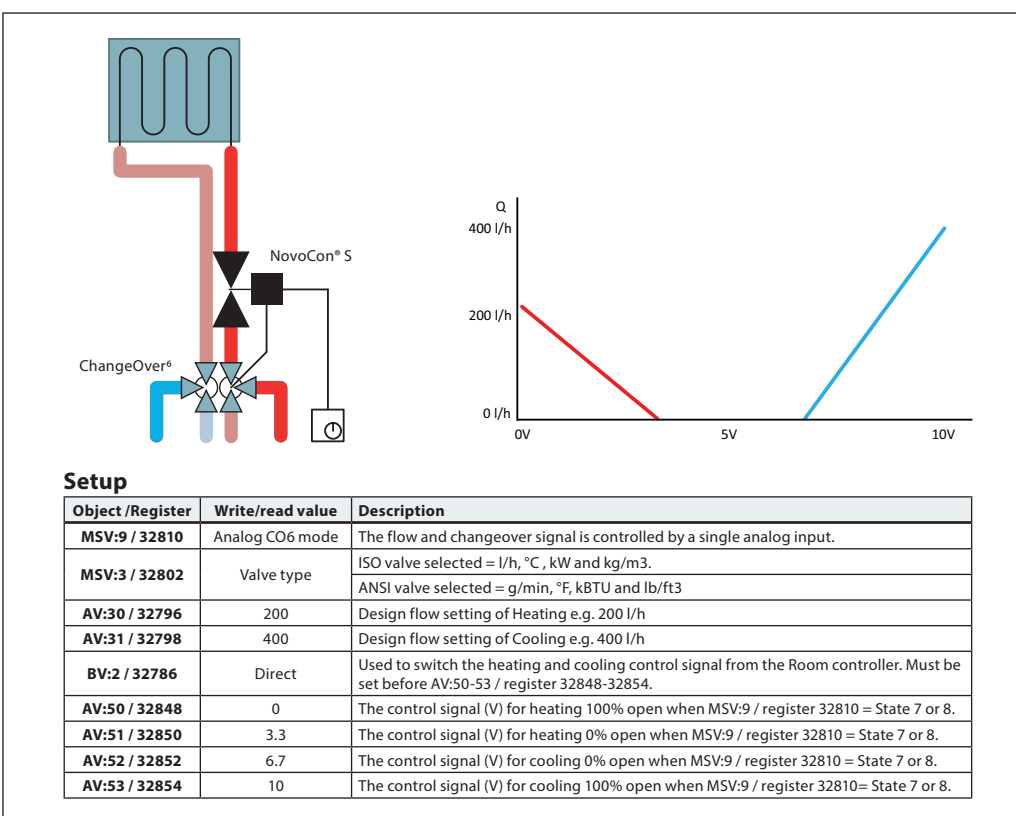 NovoCon® S
ChangeOver⁶
Q
400 l/h
200 l/h
0 l/h
0V
5V
10V
Setup
Object /Register
Write/read value
Description
MSV:9 / 32810
Analog CO6 mode
The flow and changeover signal is controlled by a single analog input.
MSV:3 / 32802
Valve type
ISO valve selected = l/h, °C , kW and kg/m3.
ANSI valve selected = g/min, °F, kBTU and lb/ft3
AV:30 / 32796
200
Design flow setting of Heating e.g. 200 l/h
AV:31 / 32798
400
Design flow setting of Cooling e.g. 400 l/h
BV:2 / 32786
Direct
Used to switch the heating and cooling control signal from the Room controller. Must be
set before AV:50-53 / register 32848-32854.
AV:50 / 32848
0
The control signal (V) for heating 100% open when MSV:9 / register 32810 = State 7 or 8.
AV:51 / 32850
3.3
The control signal (V) for heating 0% open when MSV:9 / register 32810 = State 7 or 8.
AV:52 / 32852
6.7
The control signal (V) for cooling 0% open when MSV:9 / register 32810 = State 7 or 8.
AV:53 / 32854
10
The control signal (V) for cooling 100% open when MSV:9 / register 32810= State 7 or 8.